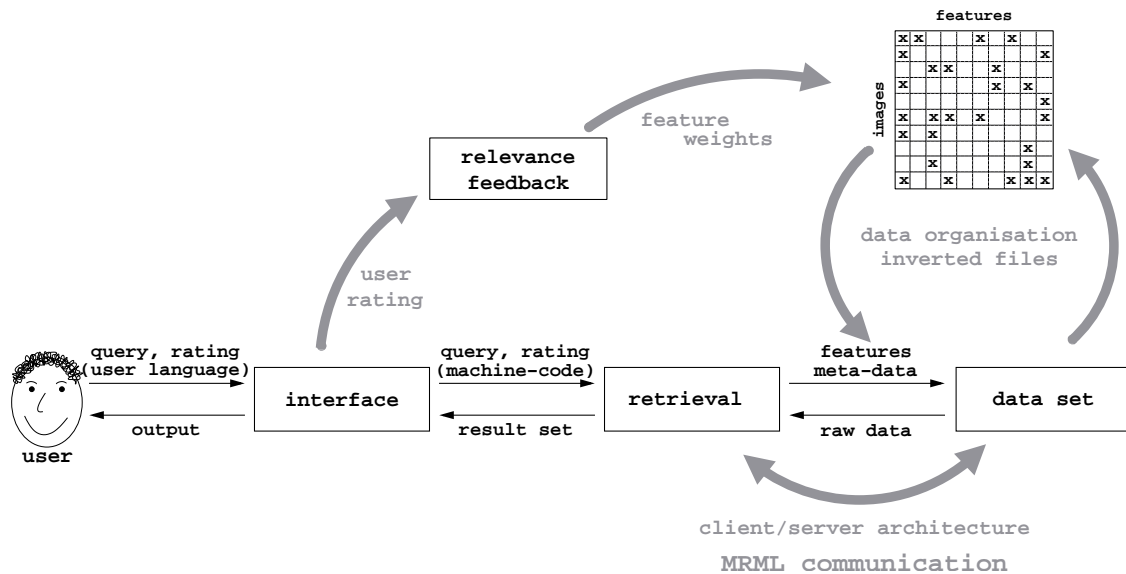 features
images
x x x x
x x
x x x
x x x
x
x x x x x x
x x
x
x x
x x x x x
feature
weights
relevance
feedback
data organisation
inverted files
user
rating
query, rating
(user language)
output
user
interface
query, rating
(machine-code)
result set
retrieval
features
meta-data
raw data
data set
client/server architecture
MRML communication